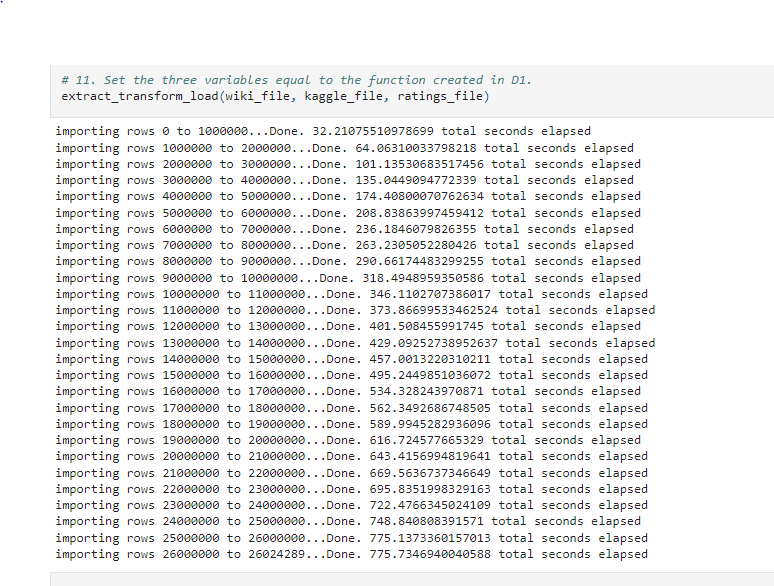 # 11. Set the three variables equal to the function created in D1.
extract_transform_load(wiki_file, kaggle_file, ratings_file)
importing rows 0 to 1000000...Done. 32.21075510978699 total seconds elapsed
importing rows 1000000 to 2000000...Done. 64.06310033798218 total seconds elapsed
importing rows 2000000 to 3000000...Done. 101.13530683517456 total seconds elapsed
importing rows 3000000 to 4000000...Done. 135.0449094772339 total seconds elapsed
importing rows 4000000 to 5000000...Done. 174.40800070762634 total seconds elapsed
importing rows 5000000 to 6000000...Done. 208.83863997459412 total seconds elapsed
importing rows 6000000 to 7000000...Done. 236.1846079826355 total seconds elapsed
importing rows 7000000 to 8000000...Done. 263.2305052280426 total seconds elapsed
importing rows 8000000 to 9000000...Done. 290.66174483299255 total seconds elapsed
importing rows 9000000 to 10000000...Done. 318.4948959350586 total seconds elapsed
importing rows 10000000 to 11000000...Done. 346.1102707386017 total seconds elapsed
importing rows 11000000 to 12000000...Done. 373.86699533462524 total seconds elapsed
importing rows 12000000 to 13000000...Done. 401.508455991745 total seconds elapsed
importing rows 13000000 to 14000000...Done. 429.09252738952637 total seconds elapsed
importing rows 14000000 to 15000000...Done. 457.0013220310211 total seconds elapsed
importing rows 15000000 to 16000000...Done. 495.2449851036072 total seconds elapsed
importing rows 16000000 to 17000000...Done. 534.328243970871 total seconds elapsed
importing rows 17000000 to 18000000...Done. 562.3492686748505 total seconds elapsed
importing rows 18000000 to 19000000...Done. 589.9945282936096 total seconds elapsed
importing rows 19000000 to 20000000...Done. 616.724577665329 total seconds elapsed
importing rows 20000000 to 21000000...Done. 643.4156994819641 total seconds elapsed
importing rows 21000000 to 22000000...Done. 669.5636737346649 total seconds elapsed
importing rows 22000000 to 23000000...Done. 695.8351998329163 total seconds elapsed
importing rows 23000000 to 24000000...Done. 722.4766345024109 total seconds elapsed
importing rows 24000000 to 25000000...Done. 748.840808391571 total seconds elapsed
importing rows 25000000 to 26000000...Done. 775.1373360157013 total seconds elapsed
importing rows 26000000 to 26024289...Done. 775.7346940040588 total seconds elapsed